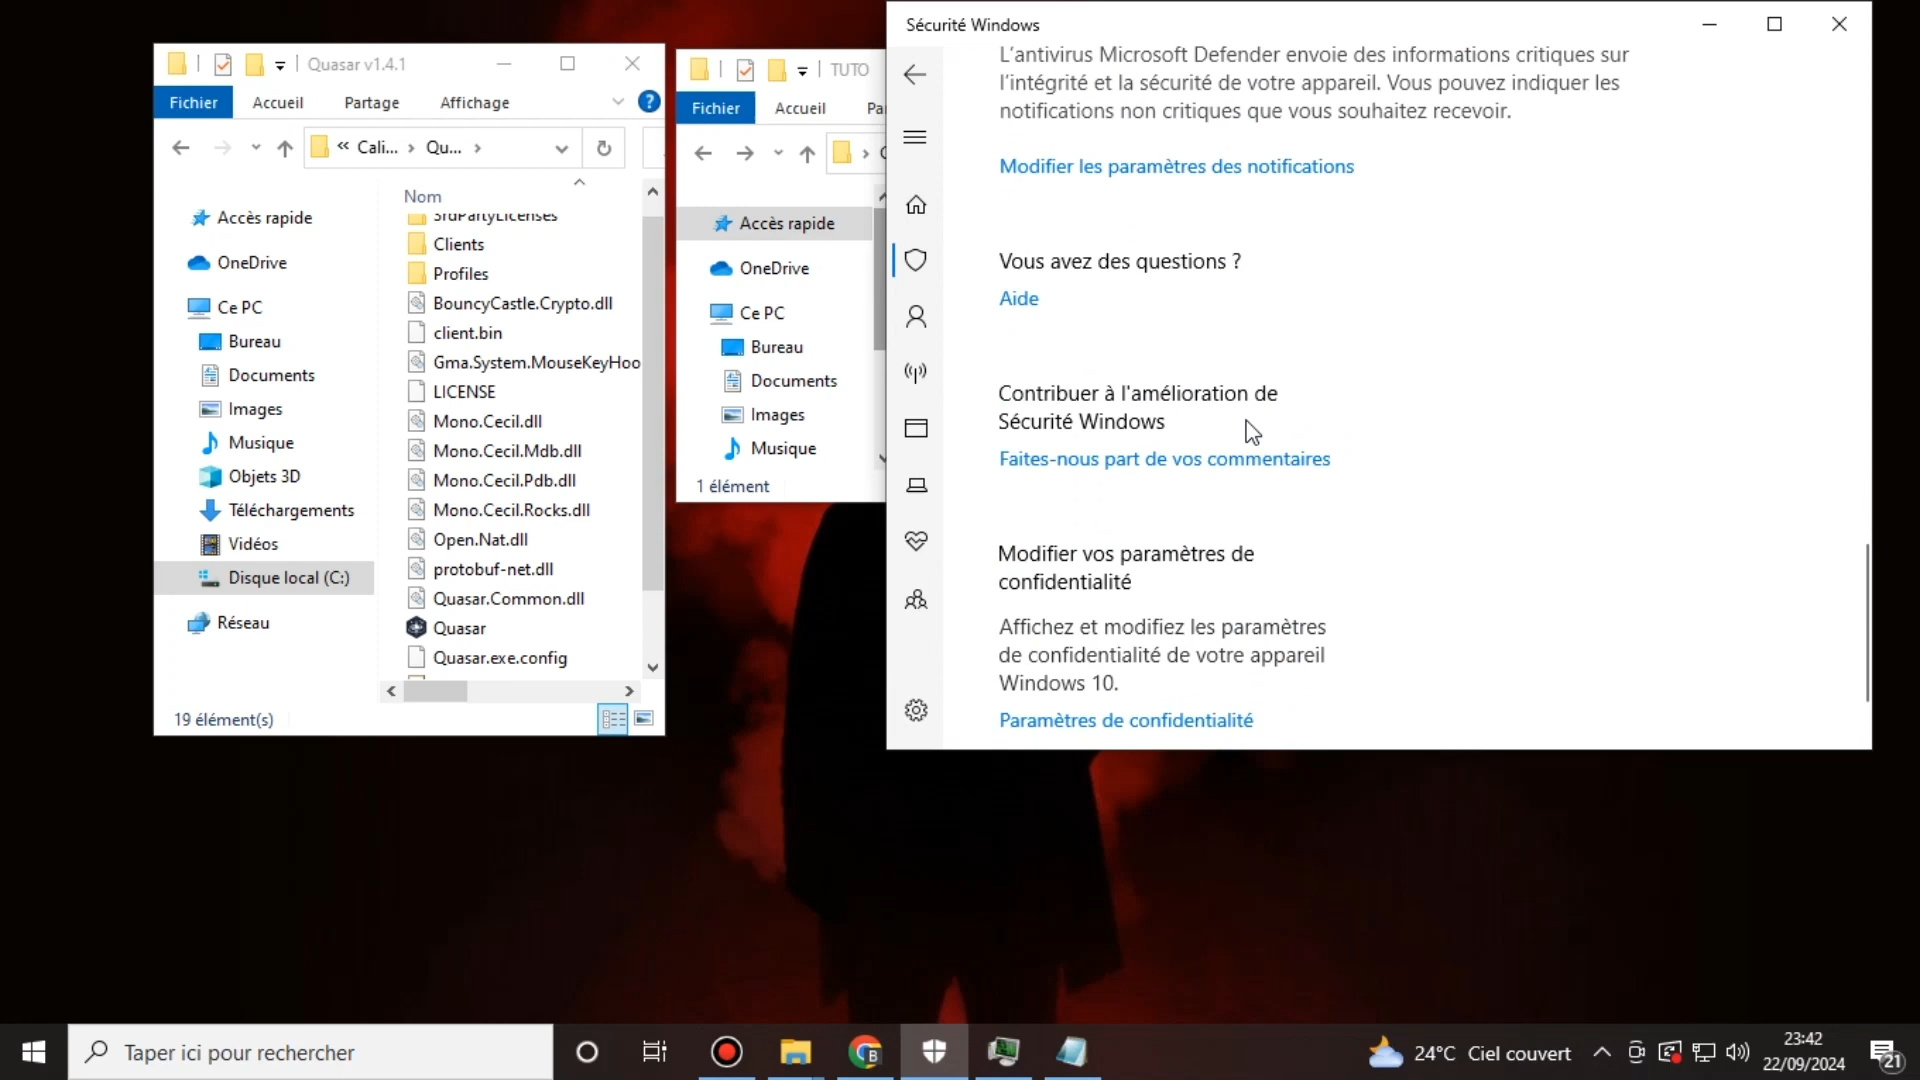 Quasar v1.4.1
Fichier
Accueil
Partage
Affichage
?
« Cali... › Qu... ›
Nom
Accès rapide
OneDrive
Ce PC
Bureau
Documents
Images
Musique
Objets 3D
Téléchargements
Vidéos
Disque local (C:)
Réseau
3rdPartyLicenses
Clients
Profiles
BouncyCastle.Crypto.dll
client.bin
Gma.System.MouseKeyHoo
LICENSE
Mono.Cecil.dll
Mono.Cecil.Mdb.dll
Mono.Cecil.Pdb.dll
Mono.Cecil.Rocks.dll
Open.Nat.dll
protobuf-net.dll
Quasar.Common.dll
Quasar
Quasar.exe.config
19 élément(s)
TUTO
Fichier
Accueil
Pa
Accès rapide
OneDrive
Ce PC
Bureau
Documents
Images
Musique
1 élément
Sécurité Windows
L'antivirus Microsoft Defender envoie des informations critiques sur
l'intégrité et la sécurité de votre appareil. Vous pouvez indiquer les
notifications non critiques que vous souhaitez recevoir.
Modifier les paramètres des notifications
Vous avez des questions ?
Aide
Contribuer à l'amélioration de
Sécurité Windows
Faites-nous part de vos commentaires
Modifier vos paramètres de
confidentialité
Affichez et modifiez les paramètres
de confidentialité de votre appareil
Windows 10.
Paramètres de confidentialité
Taper ici pour rechercher
B
24°C Ciel couvert
23:42
22/09/2024
21